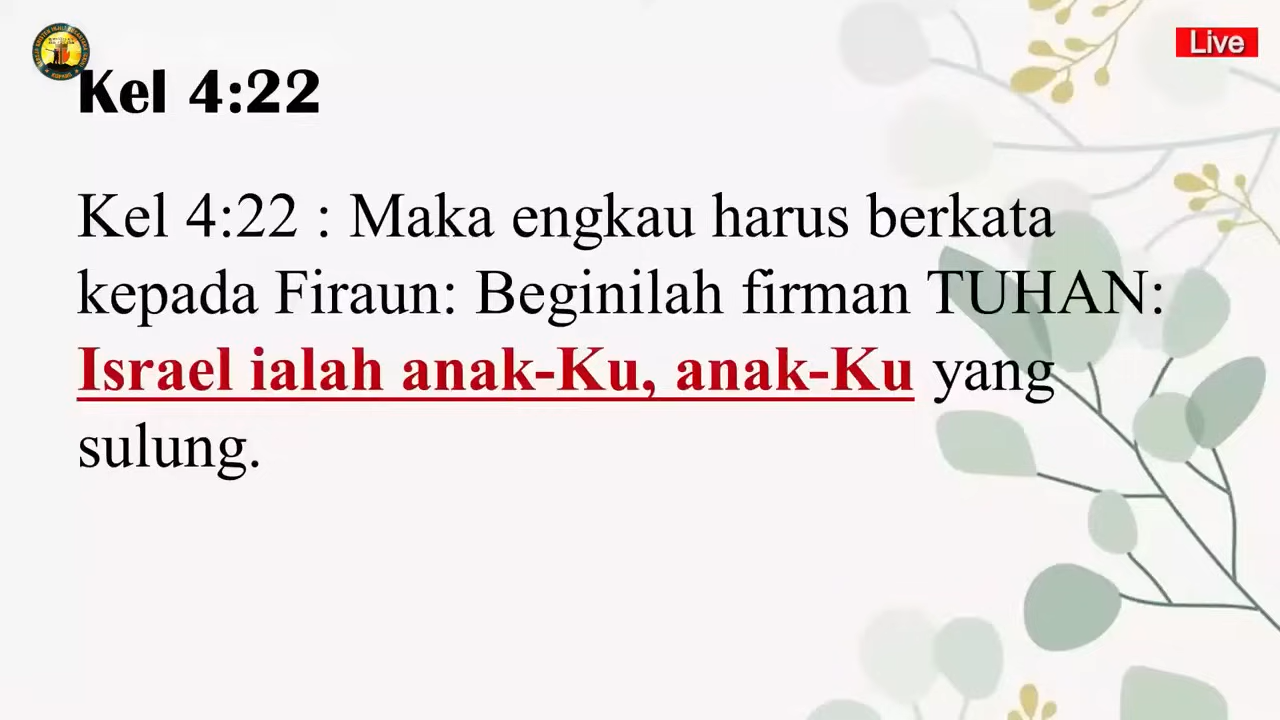 Live
Kel 4:22
Kel 4:22 : Maka engkau harus berkata
kepada Firaun: Beginilah firman TUHAN:
Israel ialah anak-Ku, anak-Ku yang
sulung.